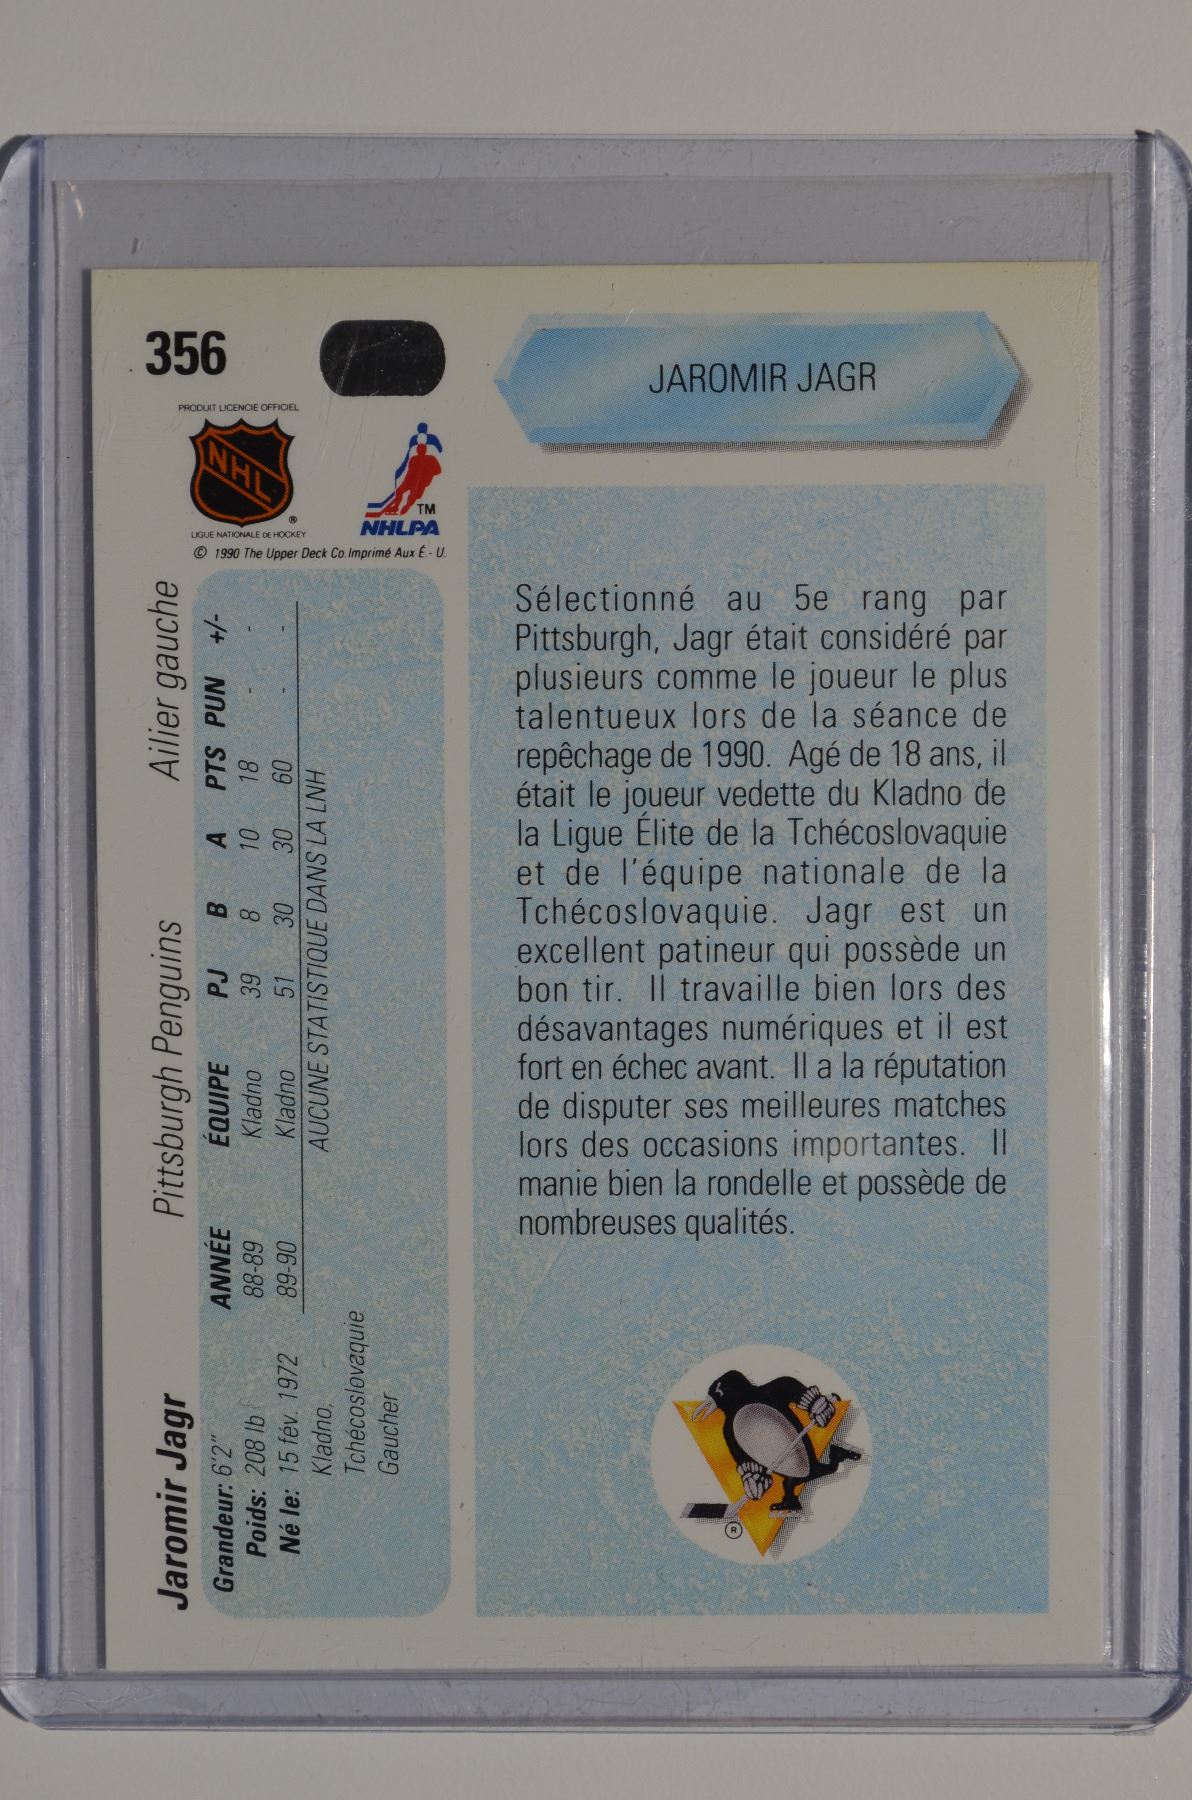 356
PRODUIT LICENCIE OFFICIEL
NHL
®
LIGUE NATIONALE DE HOCKEY
TM
NHLPA
© 1990 The Upper Deck Co. Imprimé Aux É.- U.
JAROMIR JAGR
Sélectionné au 5e rang par
Pittsburgh, Jagr était considéré par
plusieurs comme le joueur le plus
talentueux lors de la séance de
repêchage de 1990. Agé de 18 ans, il
était le joueur vedette du Kladno de
la Ligue Élite de la Tchécoslovaquie
et de l'équipe nationale de la
Tchécoslovaquie. Jagr est un
excellent patineur qui possède un
bon tir. Il travaille bien lors des
désavantages numériques et il est
fort en échec avant. Il a la réputation
de disputer ses meilleures matches
lors des occasions importantes. Il
manie bien la rondelle et possède de
nombreuses qualités.
®
Jaromir Jagr Pittsburgh Penguins Ailier gauche
Grandeur: 6'2"
Poids: 208 lb
Né le: 15 fév. 1972
Kladno,
Tchécoslovaquie
Gaucher
ANNÉE ÉQUIPE PJ B A PTS PUN +/-
88-89 Kladno 39 8 10 18 - -
89-90 Kladno 51 30 30 60 - -
AUCUNE STATISTIQUE DANS LA LNH